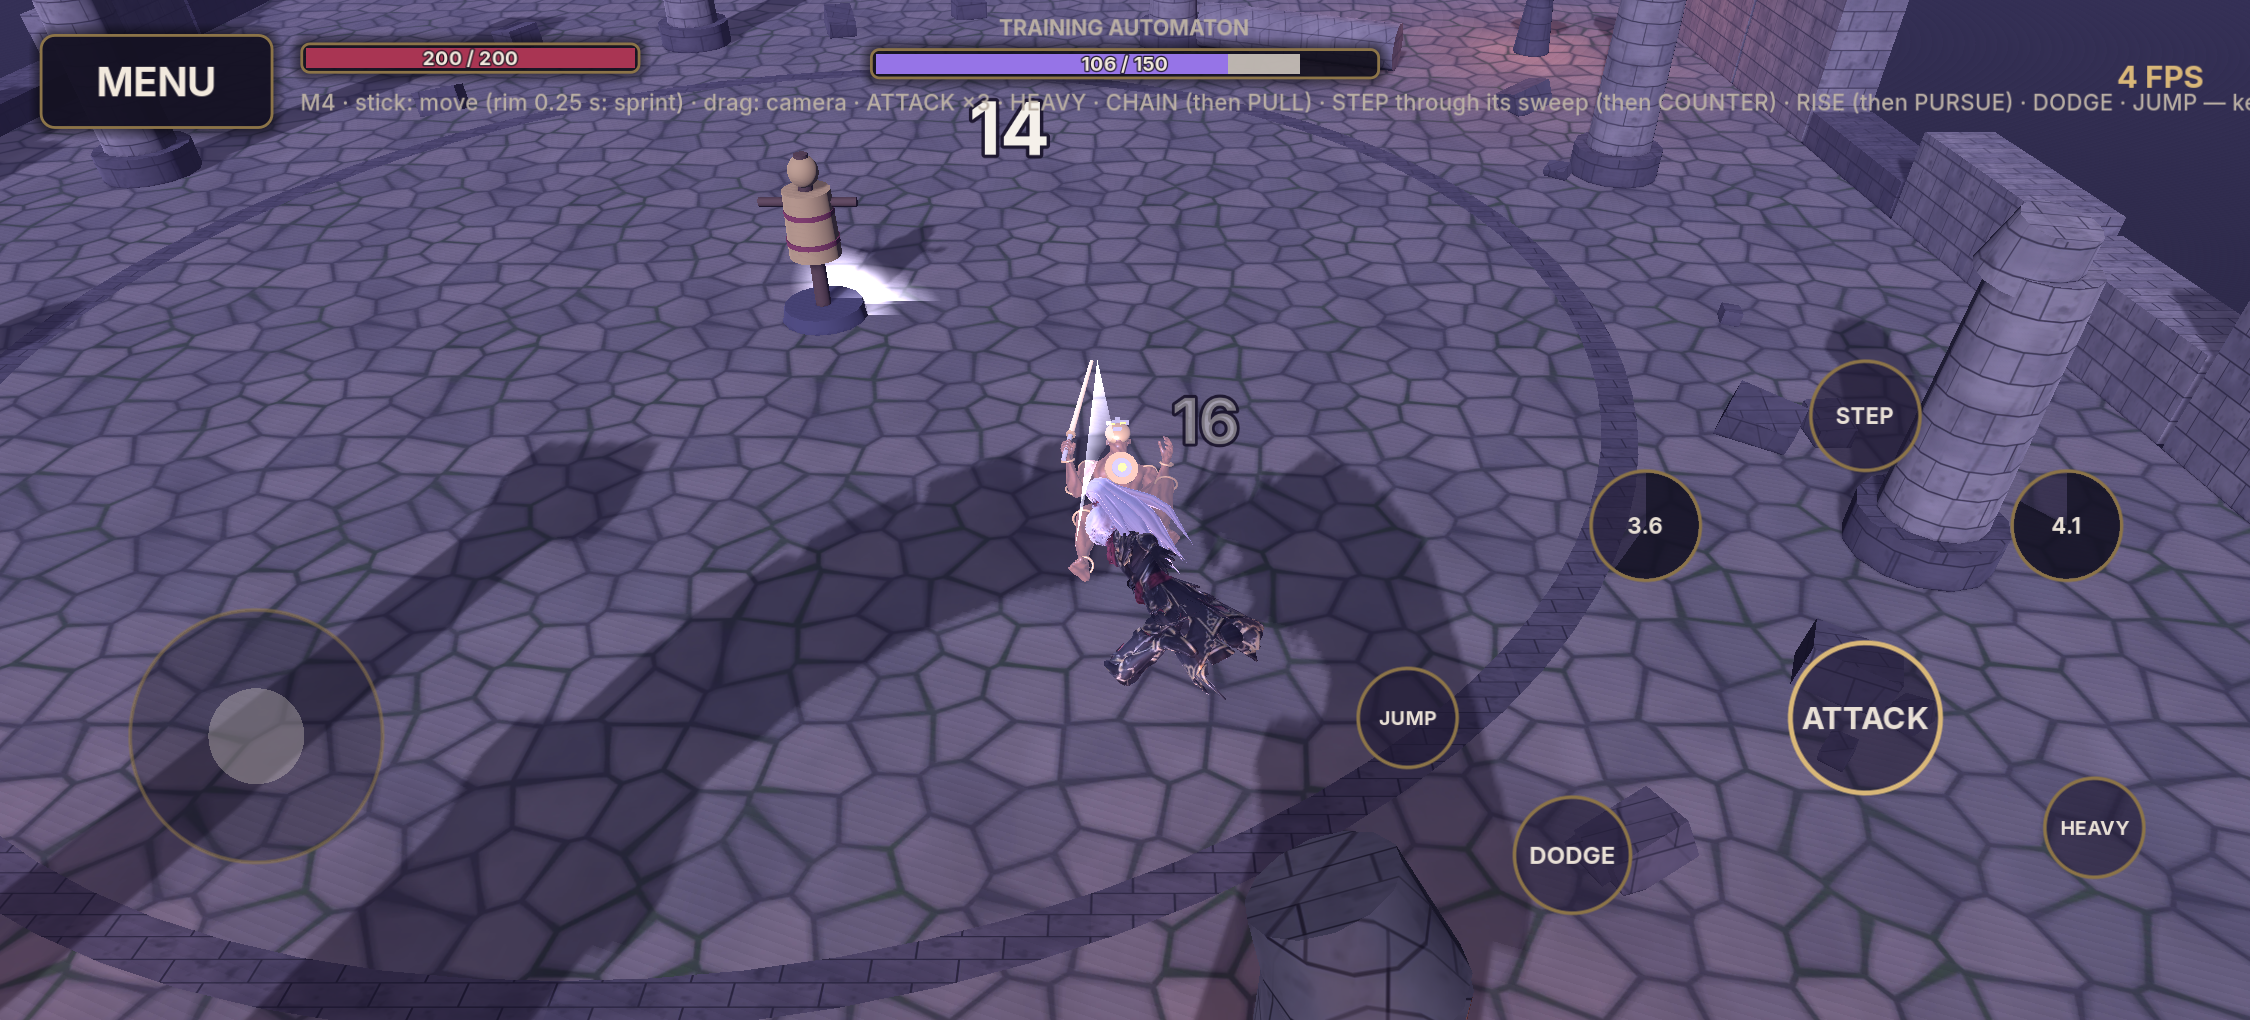 TRAINING AUTOMATON
MENU
200 / 200
106 / 150
4 FPS
M4 · stick: move (rim 0.25 s: sprint) · drag: camera · ATTACK ×3 · HEAVY · CHAIN (then PULL) · STEP through its sweep (then COUNTER) · RISE (then PURSUE) · DODGE · JUMP — ke
14
16
STEP
3.6
4.1
JUMP
ATTACK
HEAVY
DODGE